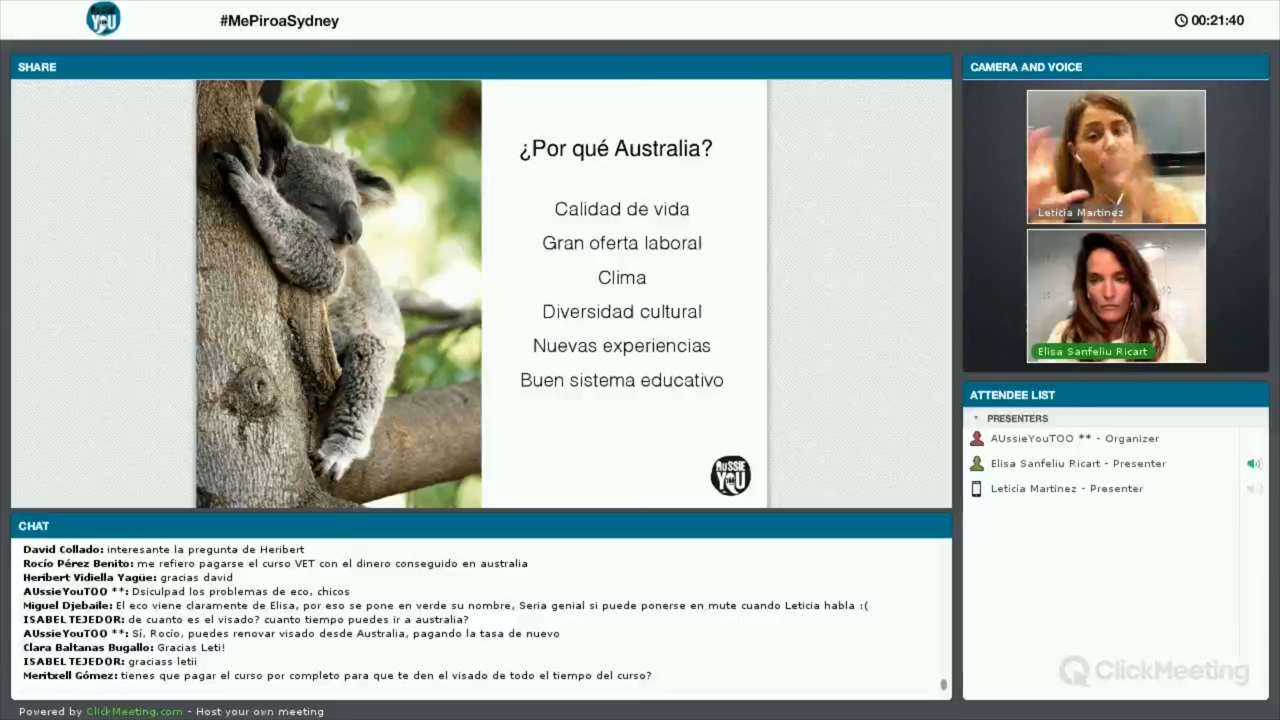 AUSSIE
YOU
#MePiroaSydney
00:21:40
SHARE
¿Por qué Australia?
Calidad de vida
Gran oferta laboral
Clima
Diversidad cultural
Nuevas experiencias
Buen sistema educativo
AUSSIE
YOU
CAMERA AND VOICE
Leticia Martinez
Elisa Sanfeliu Ricart
ATTENDEE LIST
PRESENTERS
AUssieYouTOO ** - Organizer
Elisa Sanfeliu Ricart - Presenter
Leticia Martinez - Presenter
CHAT
David Collado: interesante la pregunta de Heribert
Rocío Pérez Benito: me refiero pagarse el curso VET con el dinero conseguido en australia
Heribert Vidiella Yagüe: gracias david
AUssieYouTOO **: Dsiculpad los problemas de eco, chicos
Miguel Djebaile: El eco viene claramente de Elisa, por eso se pone en verde su nombre, Seria genial si puede ponerse en mute cuando Leticia habla :(
ISABEL TEJEDOR: de cuanto es el visado? cuanto tiempo puedes ir a australia?
AUssieYouTOO **: Sí, Rocío, puedes renovar visado desde Australia, pagando la tasa de nuevo
Clara Baltanas Bugallo: Gracias Leti!
ISABEL TEJEDOR: graciass letii
Meritxell Gómez: tienes que pagar el curso por completo para que te den el visado de todo el tiempo del curso?
ClickMeeting
Powered by ClickMeeting.com - Host your own meeting